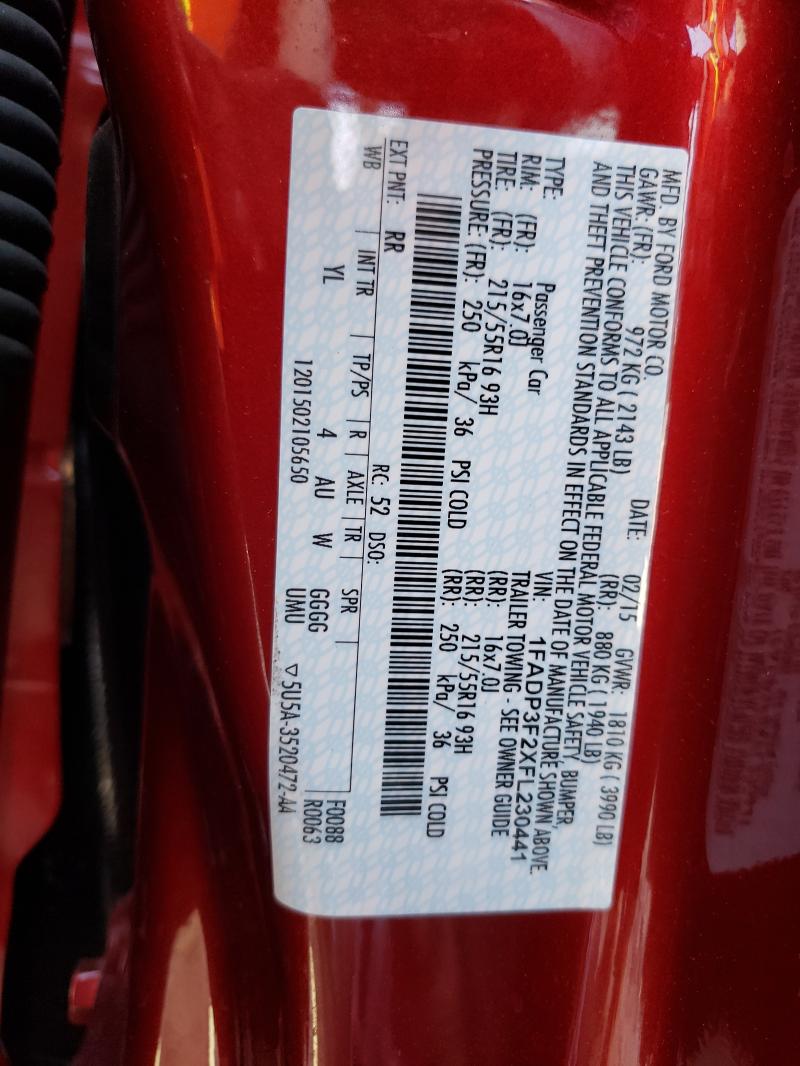 MFD. BY FORD MOTOR CO. DATE: 02/15 GVWR: 1810 KG ( 3990 LB)
GAWR: (FR): 972 KG ( 2143 LB) (RR): 880 KG ( 1940 LB)
THIS VEHICLE CONFORMS TO ALL APPLICABLE FEDERAL MOTOR VEHICLE SAFETY, BUMPER,
AND THEFT PREVENTION STANDARDS IN EFFECT ON THE DATE OF MANUFACTURE SHOWN ABOVE.
VIN: 1FADP3F2XFL230441
TYPE: Passenger Car TRAILER TOWING - SEE OWNER GUIDE
RIM: (FR): 16x7.0J (RR): 16x7.0J
TIRE: (FR): 215/55R16 93H (RR): 215/55R16 93H
PRESSURE: (FR): 250 kPa/ 36 PSI COLD (RR): 250 kPa/ 36 PSI COLD
EXT PNT: RR RC: 52 DSO: F0088
WB INT TR TP/PS R AXLE TR SPR R0063
YL 4 AU W GGGG
1201502105650 UMU ▽5U5A-3520472-AA